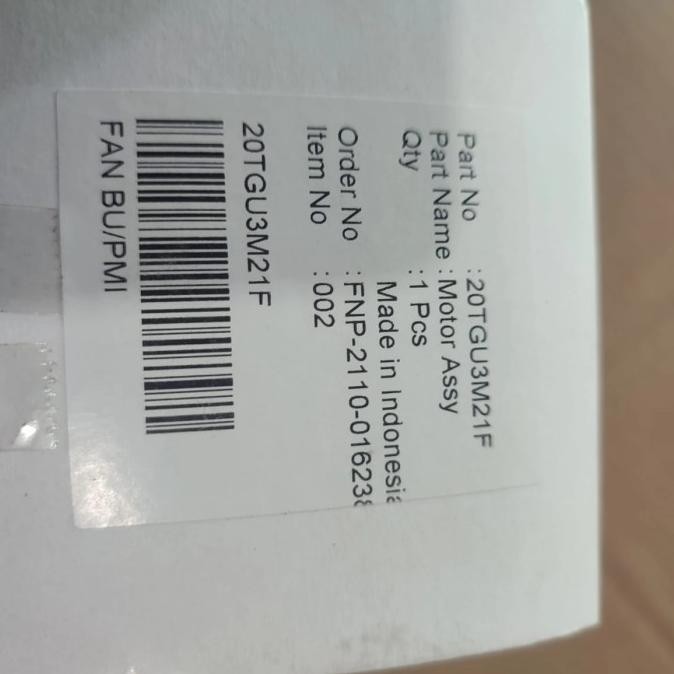 Part No : 20TGU3M21F
Part Name : Motor Assy
Qty : 1 Pcs
Made in Indonesia
Order No : FNP-2110-016238
Item No : 002
20TGU3M21F
FAN BU/PMI